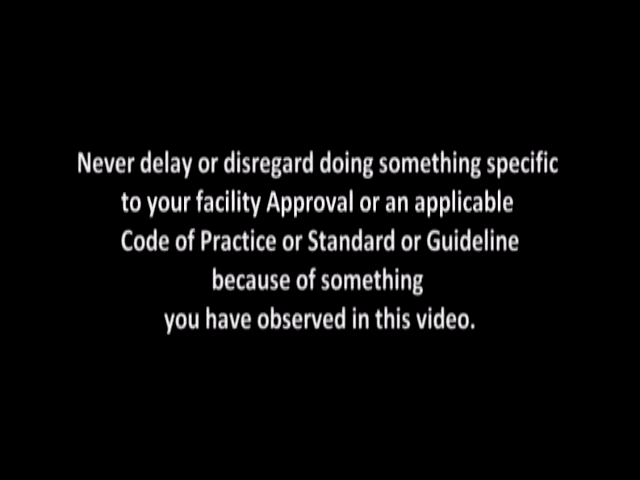 Never delay or disregard doing something specific
to your facility Approval or an applicable
Code of Practice or Standard or Guideline
because of something
you have observed in this video.